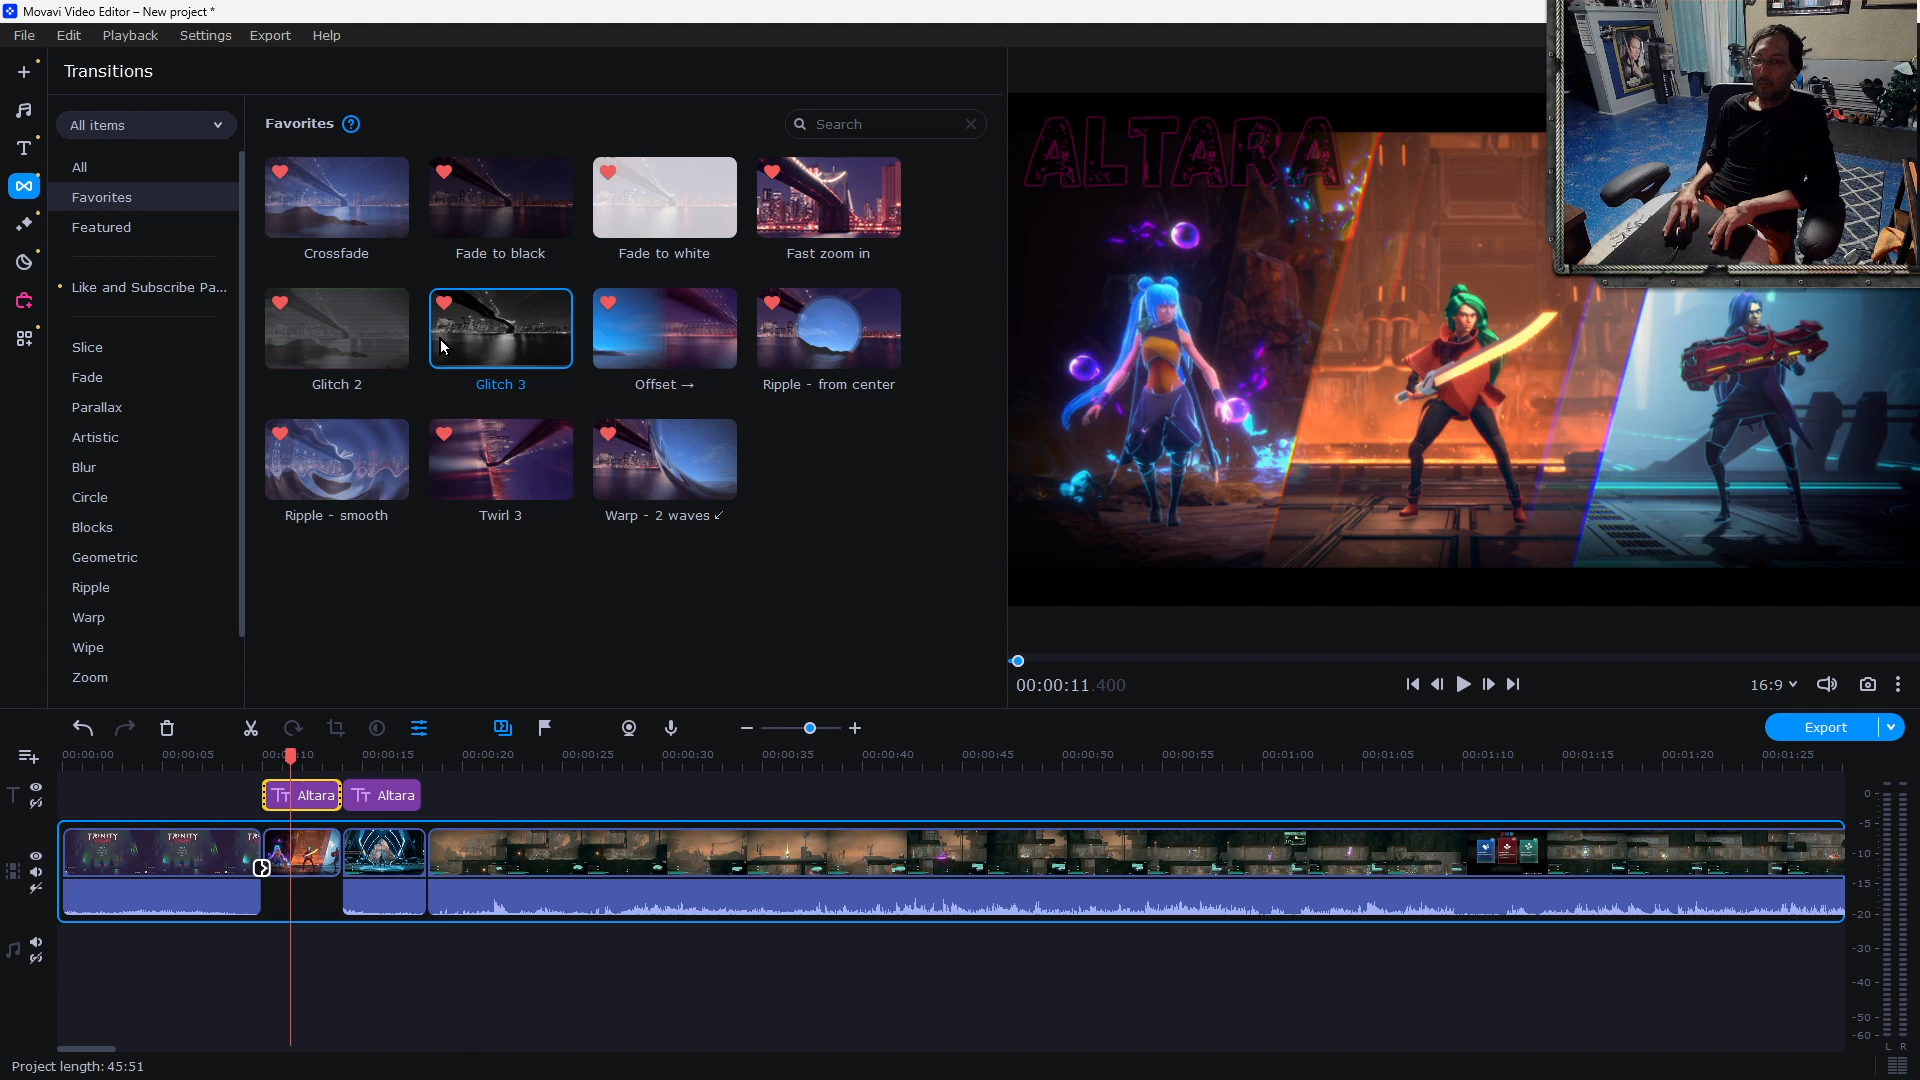 Movavi Video Editor – New project *
File Edit Playback Settings Export Help
Transitions
All items
Favorites ?
Search
All
Favorites
Featured
Like and Subscribe Pa...
Slice
Fade
Parallax
Artistic
Blur
Circle
Blocks
Geometric
Ripple
Warp
Wipe
Zoom
Crossfade Fade to black Fade to white Fast zoom in
Glitch 2 Glitch 3 Offset → Ripple - from center
Ripple - smooth Twirl 3 Warp - 2 waves ↙
ALTARA
00:00:11.400
16:9
Export
00:00:00 00:00:05 00:00:10 00:00:15 00:00:20 00:00:25 00:00:30 00:00:35 00:00:40 00:00:45 00:00:50 00:00:55 00:01:00 00:01:05 00:01:10 00:01:15 00:01:20 00:01:25
Altara Altara
TRINITY TRINITY TR
0
-5
-10
-15
-20
-30
-40
-50
-60
L R
Project length: 45:51